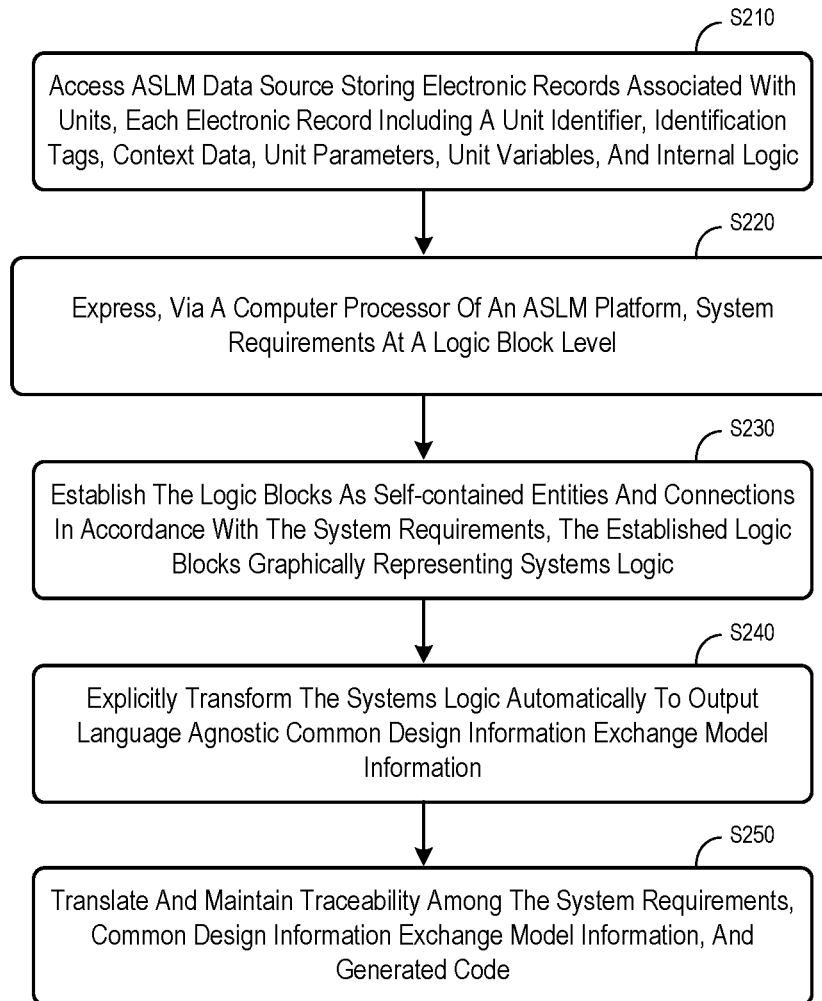 S210
Access ASLM Data Source Storing Electronic Records Associated With
Units, Each Electronic Record Including A Unit Identifier, Identification
Tags, Context Data, Unit Parameters, Unit Variables, And Internal Logic
S220
Express, Via A Computer Processor Of An ASLM Platform, System
Requirements At A Logic Block Level
S230
Establish The Logic Blocks As Self-contained Entities And Connections
In Accordance With The System Requirements, The Established Logic
Blocks Graphically Representing Systems Logic
S240
Explicitly Transform The Systems Logic Automatically To Output
Language Agnostic Common Design Information Exchange Model
Information
S250
Translate And Maintain Traceability Among The System Requirements,
Common Design Information Exchange Model Information, And
Generated Code